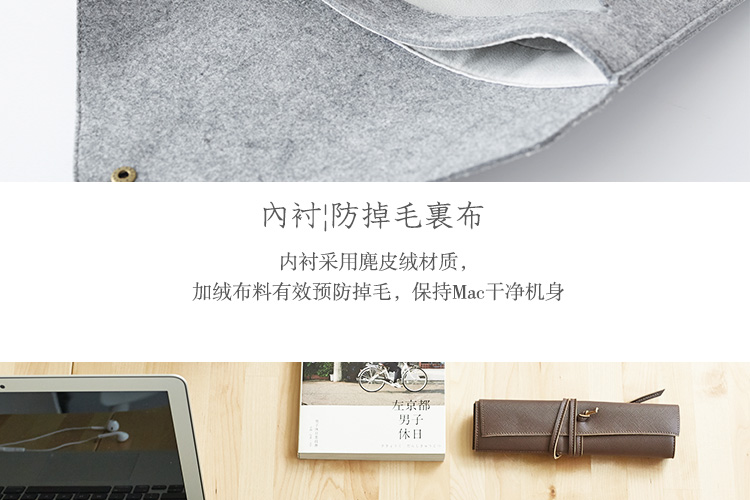 內衬¦防掉毛裏布
内衬采用麂皮绒材质，
加绒布料有效预防掉毛，保持Mac干净机身
左京都
男子
休日